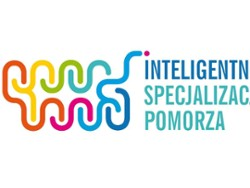 INTELIGENTN
SPECJALIZAC
POMORZA